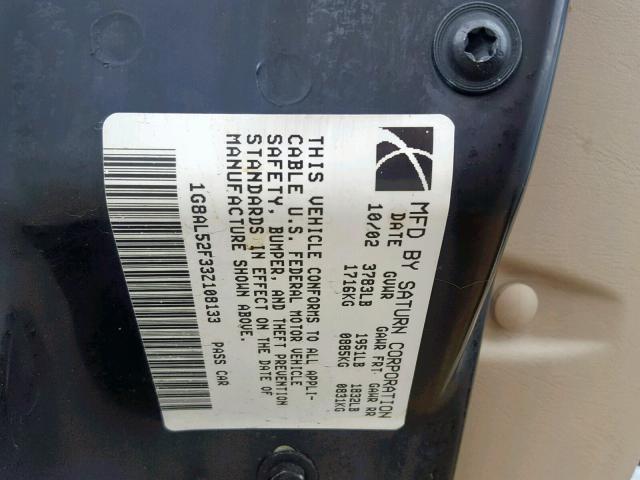 MFD BY SATURN CORPORATION
DATE GVWR GAWR FRT- GAWR RR
10/02 3783LB 1951LB 1832LB
1716KG 0885KG 0831KG
THIS VEHICLE CONFORMS TO ALL APPLI-
CABLE U.S. FEDERAL MOTOR VEHICLE
SAFETY, BUMPER, AND THEFT PREVENTION
STANDARDS IN EFFECT ON THE DATE OF
MANUFACTURE SHOWN ABOVE.
1G8AL52F33Z108133 PASS CAR